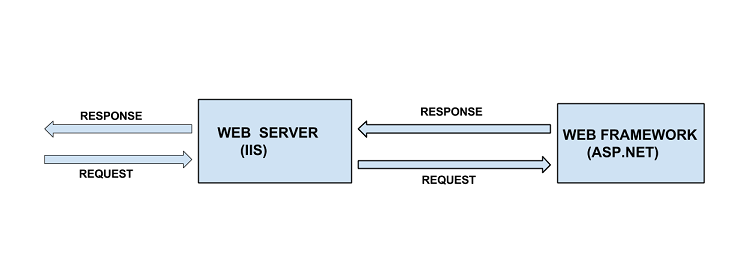 RESPONSE
REQUEST
WEB SERVER
(IIS)
RESPONSE
REQUEST
WEB FRAMEWORK
(ASP.NET)